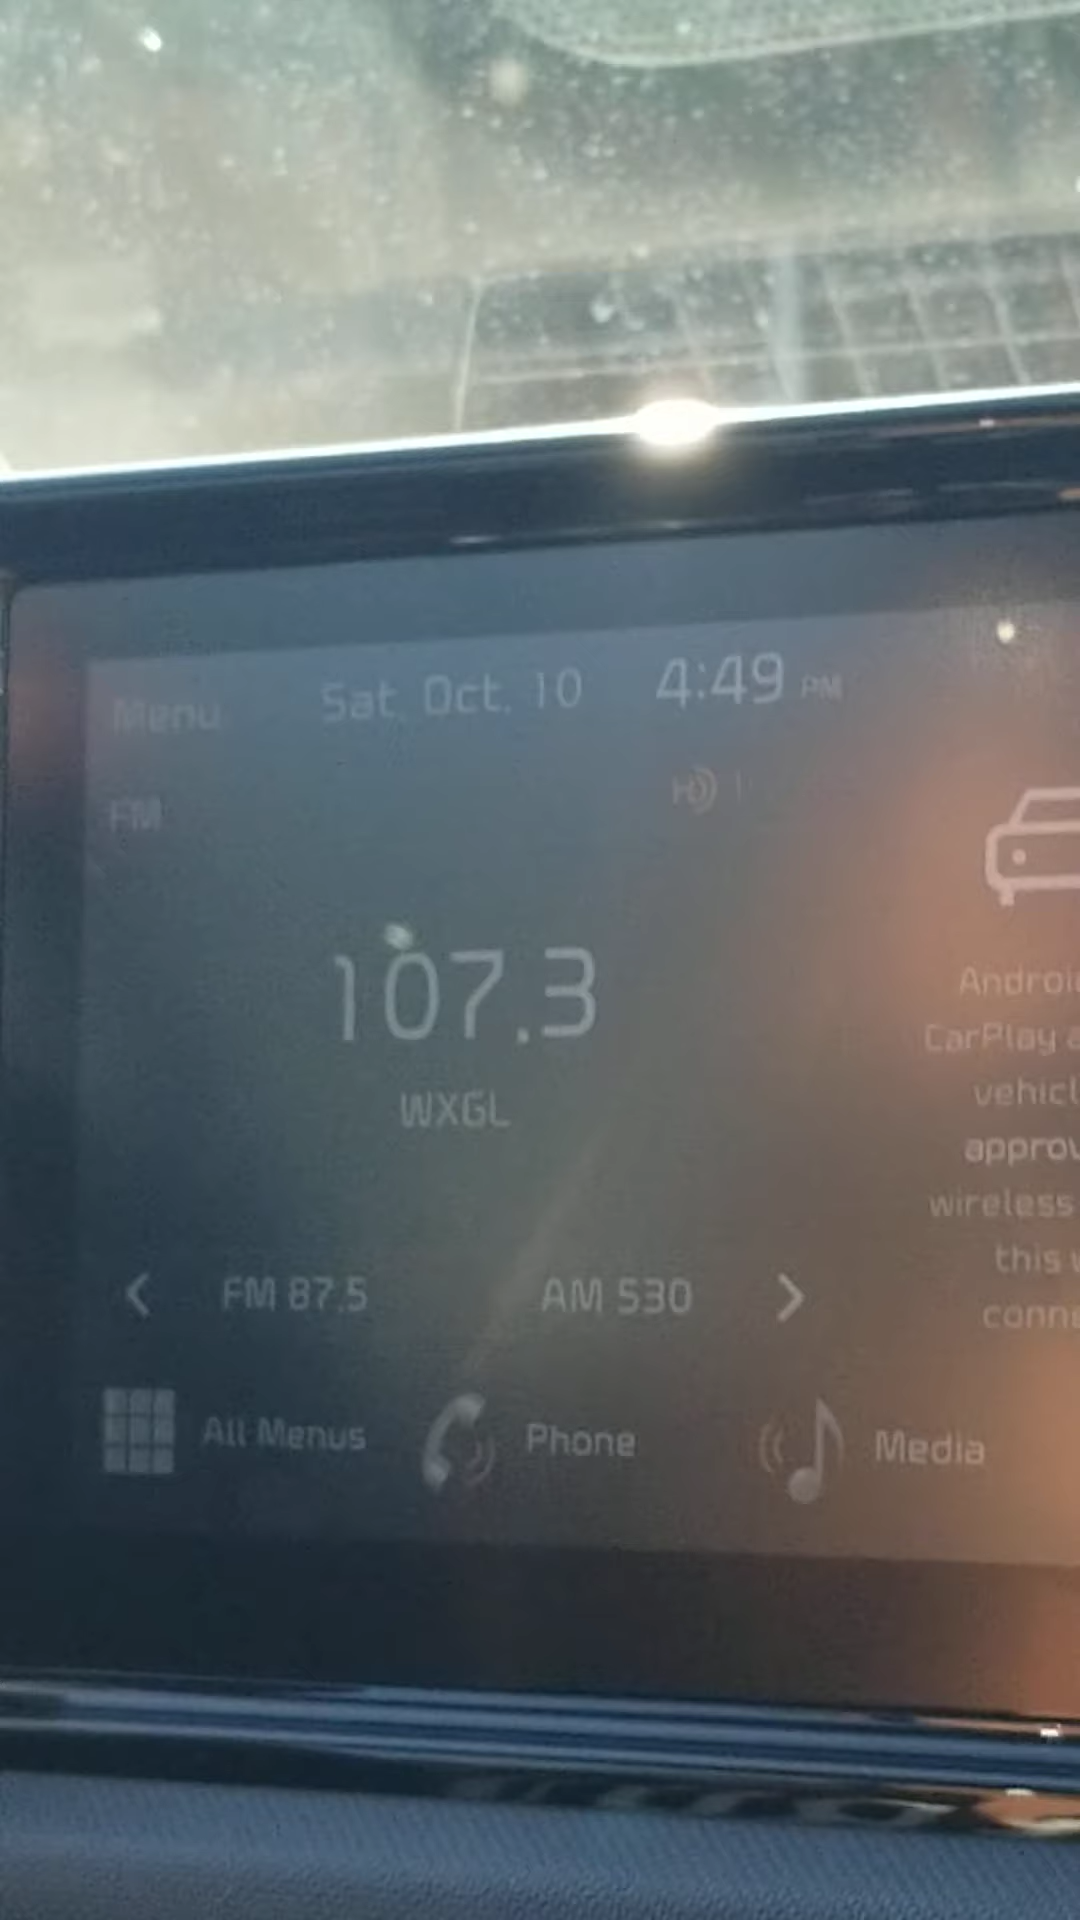 Menu Sat, Oct. 10 4:49 PM
FM
107.3
WXGL
FM 87.5 AM 530
All Menus Phone Media
CarPlay
wireless
this